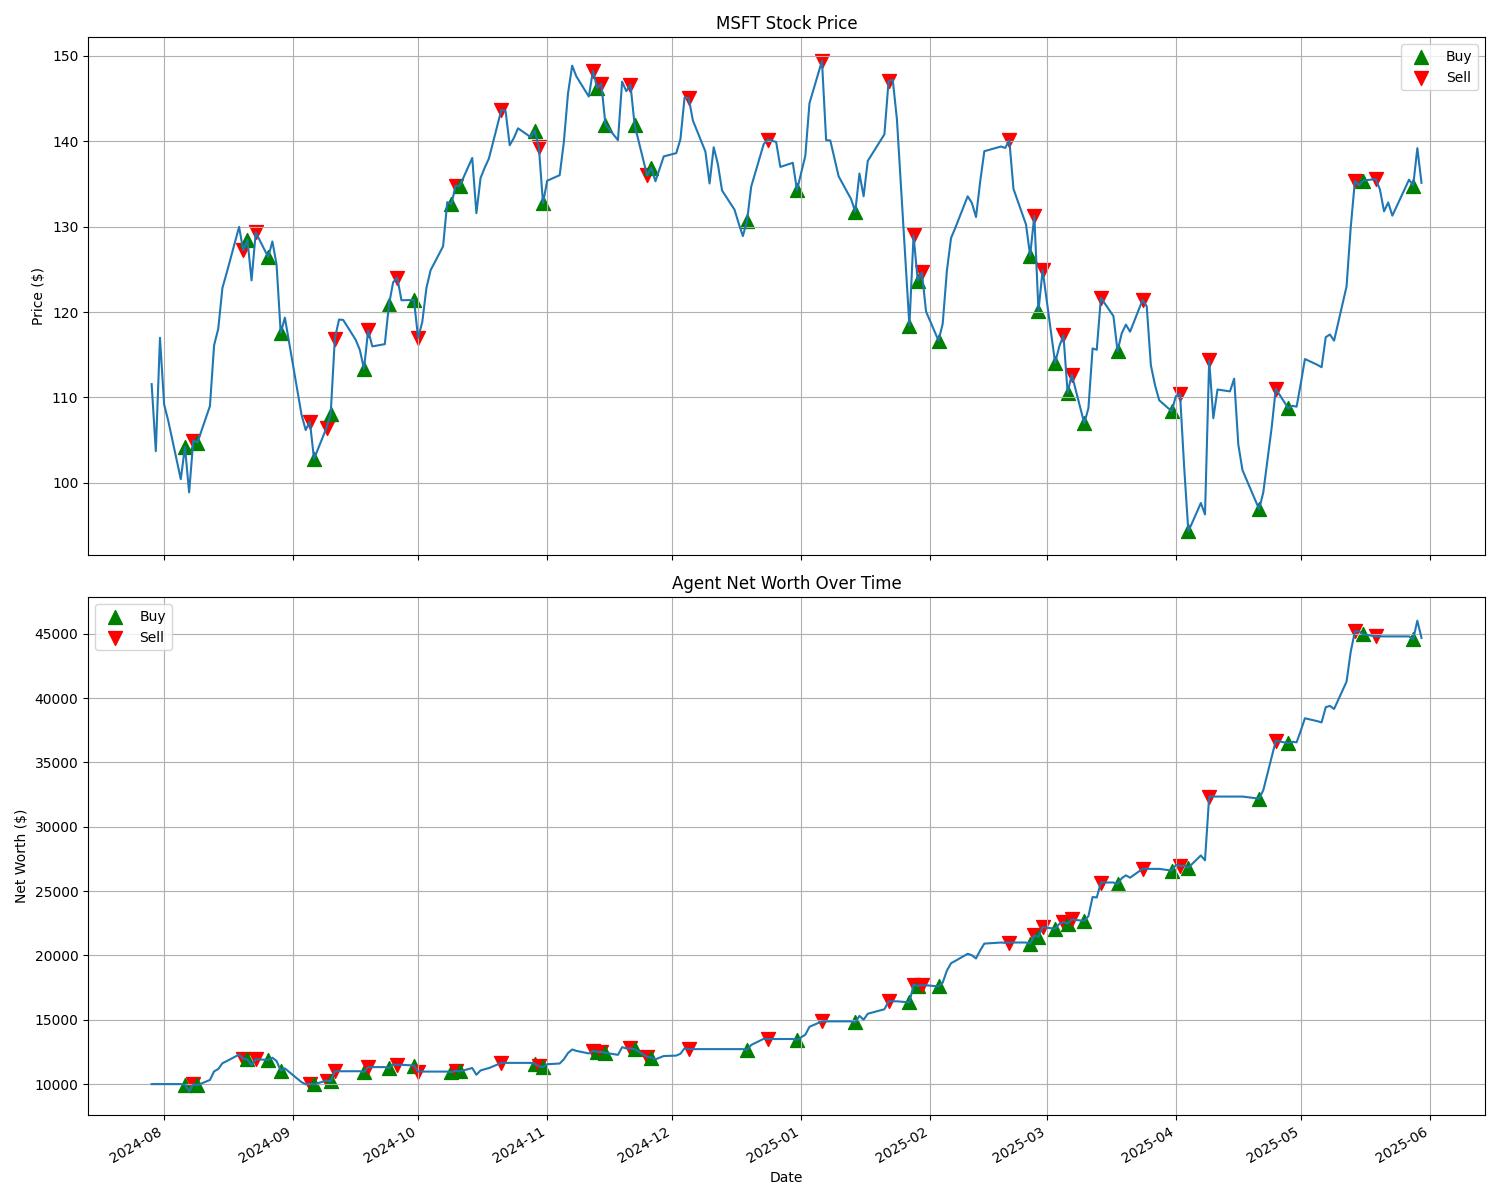 MSFT Stock Price
Price ($)
150
140
130
120
110
100
Buy
Sell
Agent Net Worth Over Time
Net Worth ($)
45000
40000
35000
30000
25000
20000
15000
10000
Buy
Sell
2024-08
2024-09
2024-10
2024-11
2024-12
2025-01
2025-02
2025-03
2025-04
2025-05
2025-06
Date